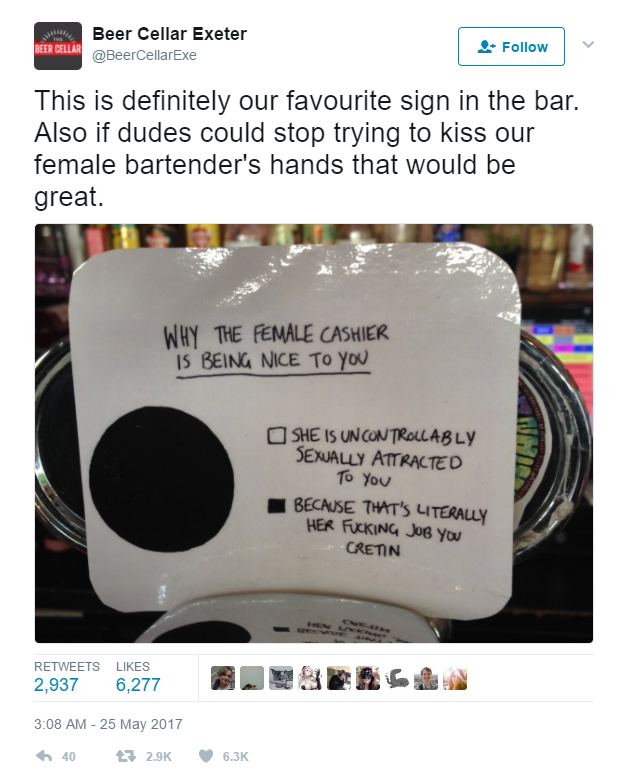 THE
BEER CELLAR
Beer Cellar Exeter
@BeerCellarExe
Follow
This is definitely our favourite sign in the bar.
Also if dudes could stop trying to kiss our
female bartender's hands that would be
great.
WHY THE FEMALE CASHIER
IS BEING NICE TO YOU
SHE IS UNCONTROLLABLY
SEXUALLY ATTRACTED
TO YOU
BECAUSE THAT'S LITERALLY
HER FUCKING JOB YOU
CRETIN
RETWEETS LIKES
2,937 6,277
3:08 AM - 25 May 2017
40 2.9K 6.3K